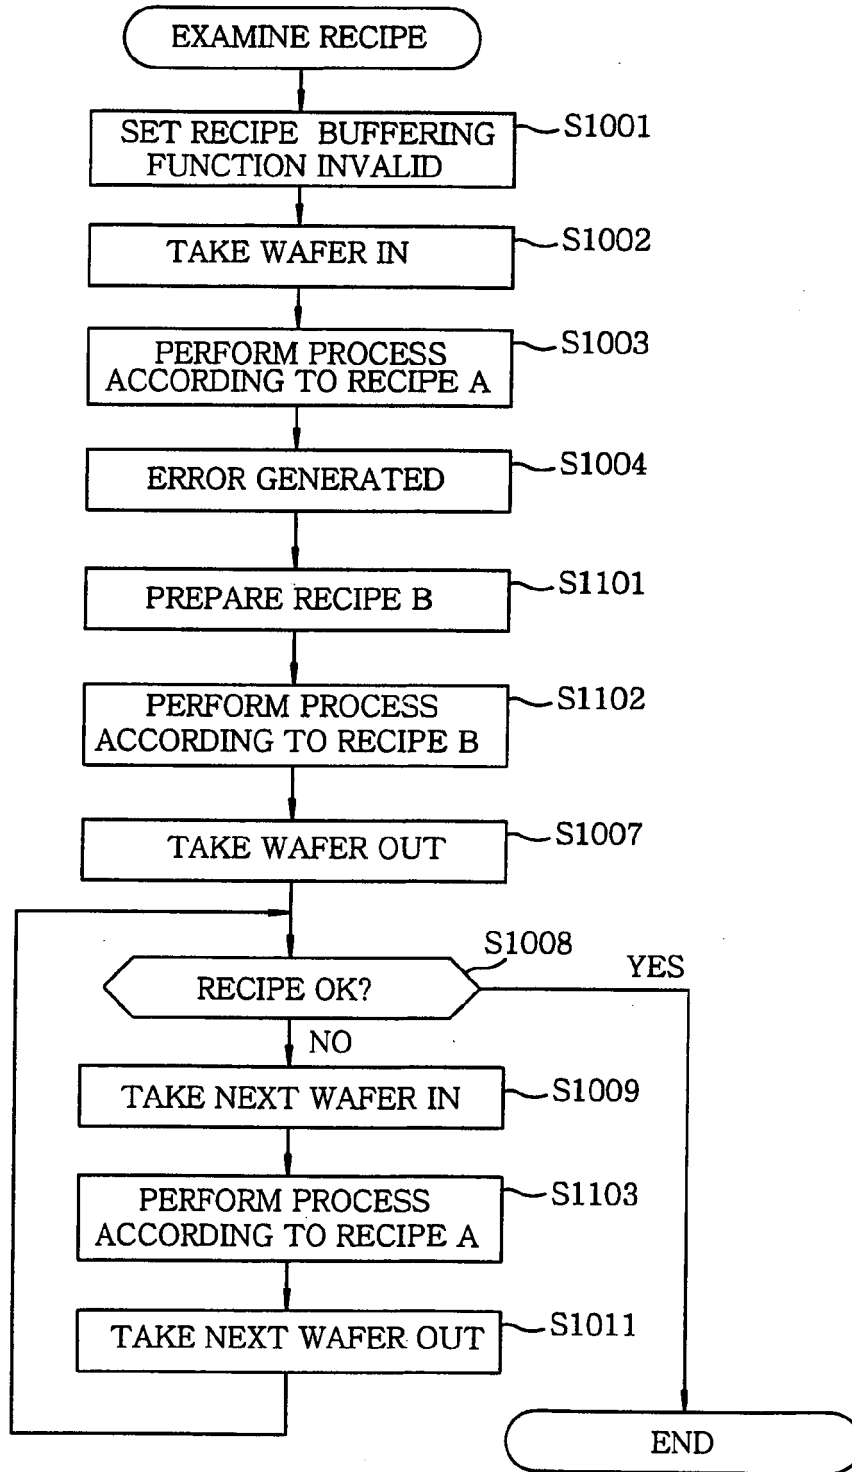 EXAMINE RECIPE
SET RECIPE BUFFERING
FUNCTION INVALID
S1001
TAKE WAFER IN
S1002
PERFORM PROCESS
ACCORDING TO RECIPE A
S1003
ERROR GENERATED
S1004
PREPARE RECIPE B
S1101
PERFORM PROCESS
ACCORDING TO RECIPE B
S1102
TAKE WAFER OUT
S1007
RECIPE OK?
S1008
YES
NO
TAKE NEXT WAFER IN
S1009
PERFORM PROCESS
ACCORDING TO RECIPE A
S1103
TAKE NEXT WAFER OUT
S1011
END